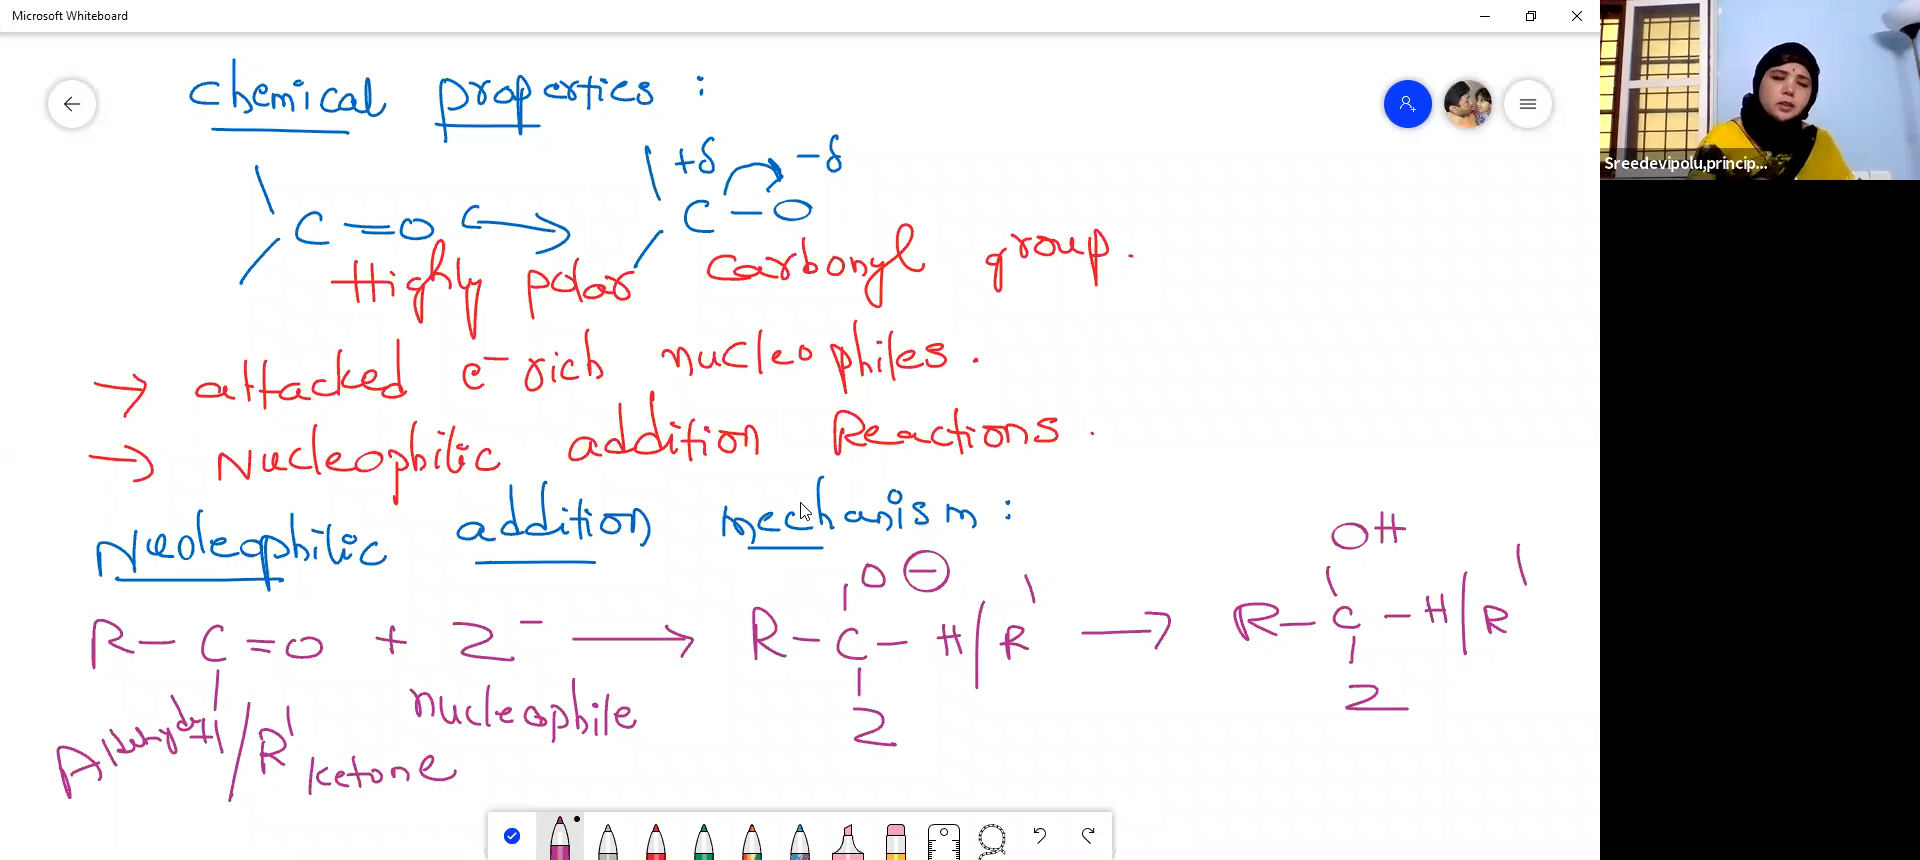 Microsoft Whiteboard
Chemical properties :
+δ -δ
C = O C - O
Highly polar carbonyl group.
Sreedevipolu,princip...
→ attacked e⁻ rich nucleophiles.
→ Nucleophilic addition Reactions.
Nucleophilic addition mechanism :
O ⊖ OH
R - C = O + Z⁻ → R - C - H / R' → R - C - H / R'
Z Z
nucleophile
Aldehyde H / R' ketone